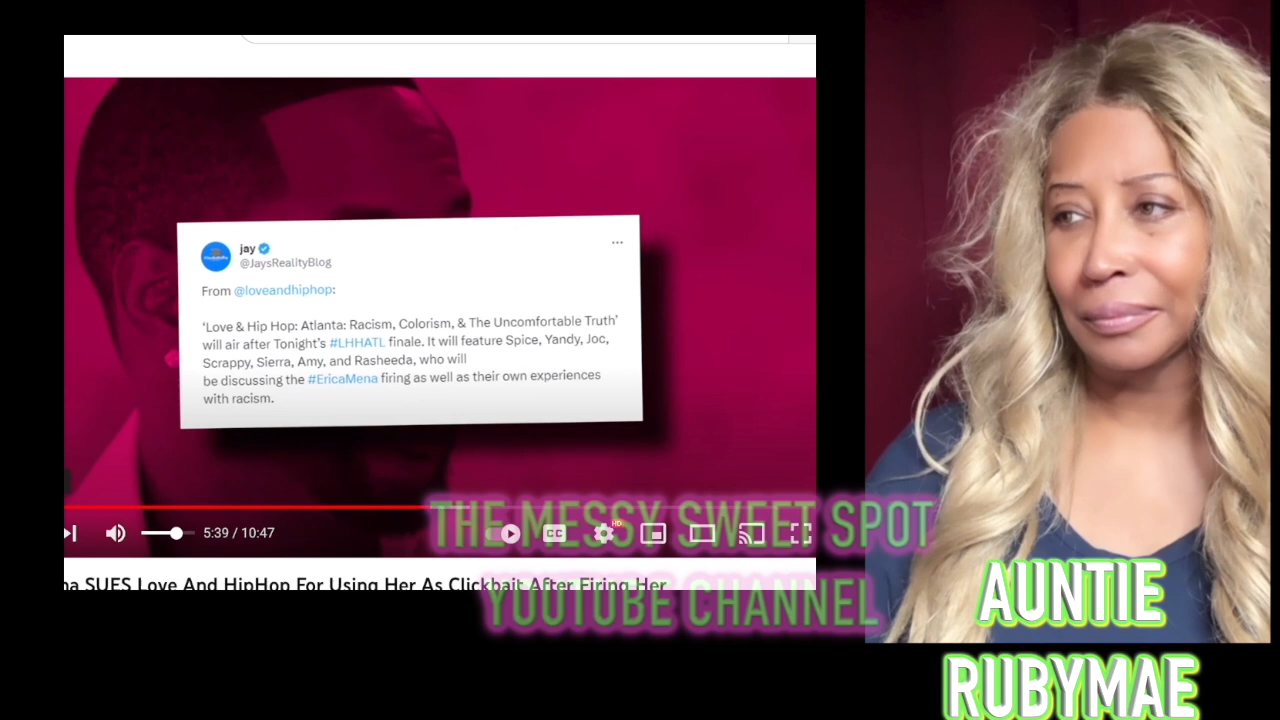 jay
@JaysRealityBlog
From @loveandhiphop:
‘Love & Hip Hop: Atlanta: Racism, Colorism, & The Uncomfortable Truth’
will air after Tonight’s #LHHATL finale. It will feature Spice, Yandy, Joc,
Scrappy, Sierra, Amy, and Rasheeda, who will
be discussing the #EricaMena firing as well as their own experiences
with racism.
THE MESSY SWEET SPOT
5:39 / 10:47
CC
HD
SUES Love And HipHop For Using Her As Clickbait After Firing Her
YOUTUBE CHANNEL
AUNTIE
RUBYMAE